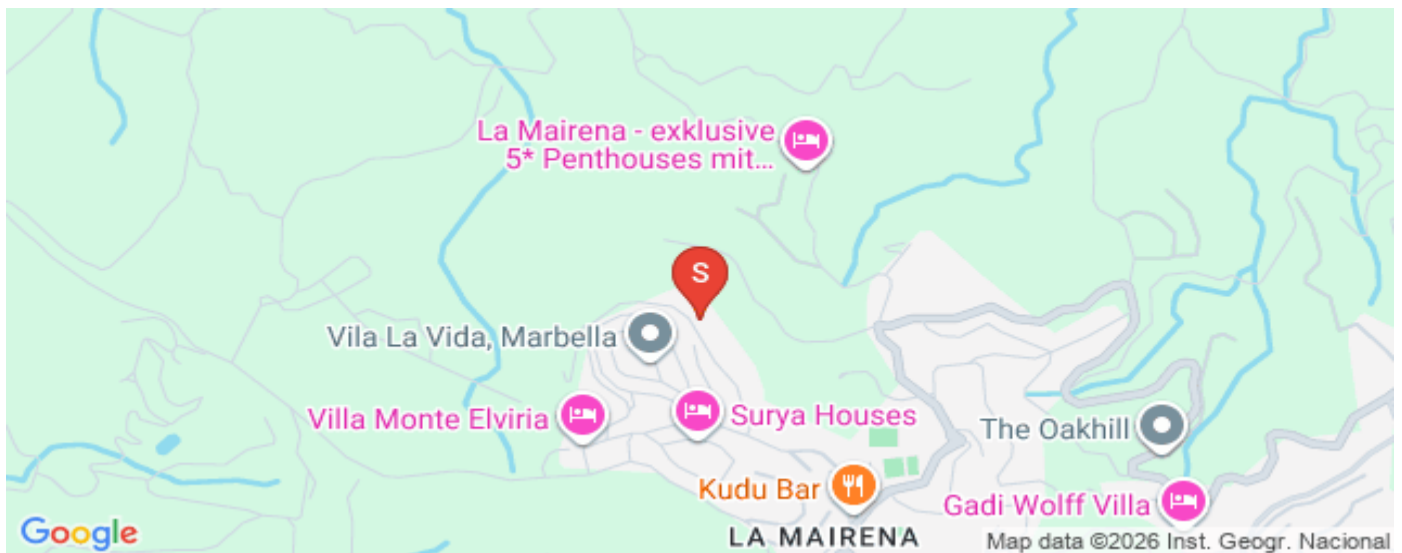 La Mairena - exklusive
5* Penthouses mit...
S
Vila La Vida, Marbella
Villa Monte Elviria
Surya Houses
The Oakhill
Kudu Bar
Gadi Wolff Villa
LA MAIRENA
Google
Map data ©2026 Inst. Geogr. Nacional